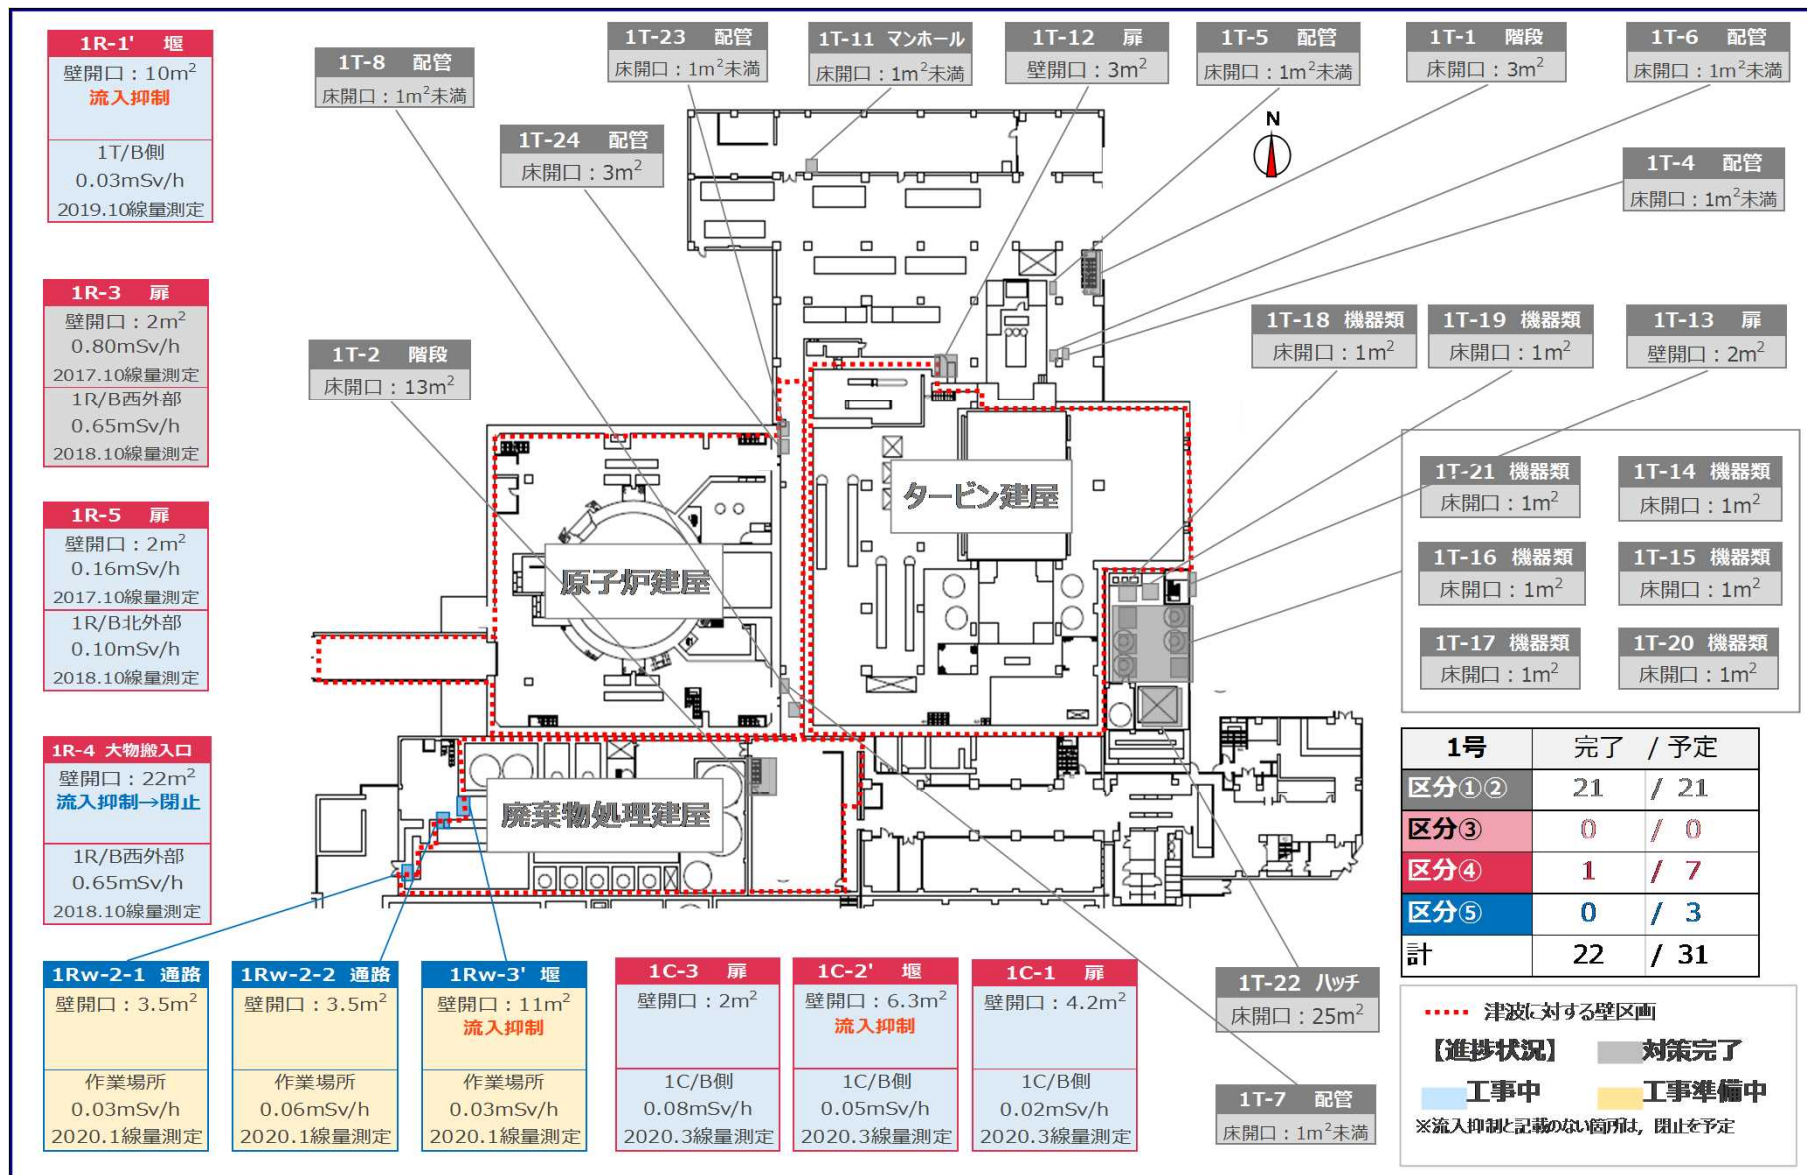 1R-1' 堰
壁開口：10m²
流入抑制
1T/B側
0.03mSv/h
2019.10線量測定
1R-3 扉
壁開口：2m²
0.80mSv/h
2017.10線量測定
1R/B西外部
0.65mSv/h
2018.10線量測定
1R-5 扉
壁開口：2m²
0.16mSv/h
2017.10線量測定
1R/B北外部
0.10mSv/h
2018.10線量測定
1R-4 大物搬入口
壁開口：22m²
流入抑制→閉止
1R/B西外部
0.65mSv/h
2018.10線量測定
1T-8 配管
床開口：1m²未満
1T-23 配管
床開口：1m²未満
1T-24 配管
床開口：3m²
1T-11 マンホール
床開口：1m²未満
1T-12 扉
壁開口：3m²
1T-5 配管
床開口：1m²未満
1T-1 階段
床開口：3m²
1T-6 配管
床開口：1m²未満
N
1T-4 配管
床開口：1m²未満
1T-2 階段
床開口：13m²
1T-18 機器類
床開口：1m²
1T-19 機器類
床開口：1m²
1T-13 扉
壁開口：2m²
1T-21 機器類
床開口：1m²
1T-14 機器類
床開口：1m²
1T-16 機器類
床開口：1m²
1T-15 機器類
床開口：1m²
1T-17 機器類
床開口：1m²
1T-20 機器類
床開口：1m²
タービン建屋
原子炉建屋
廃棄物処理建屋
1Rw-2-1 通路
壁開口：3.5m²
作業場所
0.03mSv/h
2020.1線量測定
1Rw-2-2 通路
壁開口：3.5m²
作業場所
0.06mSv/h
2020.1線量測定
1Rw-3' 堰
壁開口：11m²
流入抑制
作業場所
0.03mSv/h
2020.1線量測定
1C-3 扉
壁開口：2m²
1C/B側
0.08mSv/h
2020.3線量測定
1C-2' 堰
壁開口：6.3m²
流入抑制
1C/B側
0.05mSv/h
2020.3線量測定
1C-1 扉
壁開口：4.2m²
1C/B側
0.02mSv/h
2020.3線量測定
1T-22 ハッチ
床開口：25m²
1T-7 配管
床開口：1m²未満
1号 完了 / 予定
区分①② 21 / 21
区分③ 0 / 0
区分④ 1 / 7
区分⑤ 0 / 3
計 22 / 31
津波に対する壁区画
【進捗状況】 対策完了
工事中 工事準備中
※流入抑制と記載のない箇所は，閉止を予定